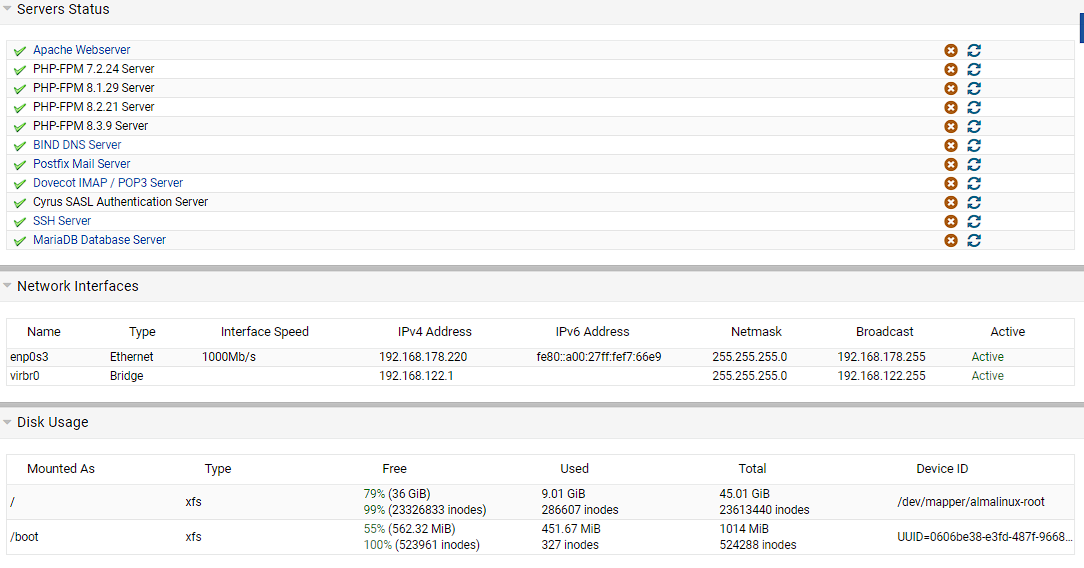 Servers Status
Apache Webserver
PHP-FPM 7.2.24 Server
PHP-FPM 8.1.29 Server
PHP-FPM 8.2.21 Server
PHP-FPM 8.3.9 Server
BIND DNS Server
Postfix Mail Server
Dovecot IMAP / POP3 Server
Cyrus SASL Authentication Server
SSH Server
MariaDB Database Server
Network Interfaces
Name Type Interface Speed IPv4 Address IPv6 Address Netmask Broadcast Active
enp0s3 Ethernet 1000Mb/s 192.168.178.220 fe80::a00:27ff:fef7:66e9 255.255.255.0 192.168.178.255 Active
virbr0 Bridge 192.168.122.1 255.255.255.0 192.168.122.255 Active
Disk Usage
Mounted As Type Free Used Total Device ID
/ xfs 79% (36 GiB) 9.01 GiB 45.01 GiB /dev/mapper/almalinux-root
99% (23326833 inodes) 286607 inodes 23613440 inodes
/boot xfs 55% (562.32 MiB) 451.67 MiB 1014 MiB UUID=0606be38-e3fd-487f-9668...
100% (523961 inodes) 327 inodes 524288 inodes